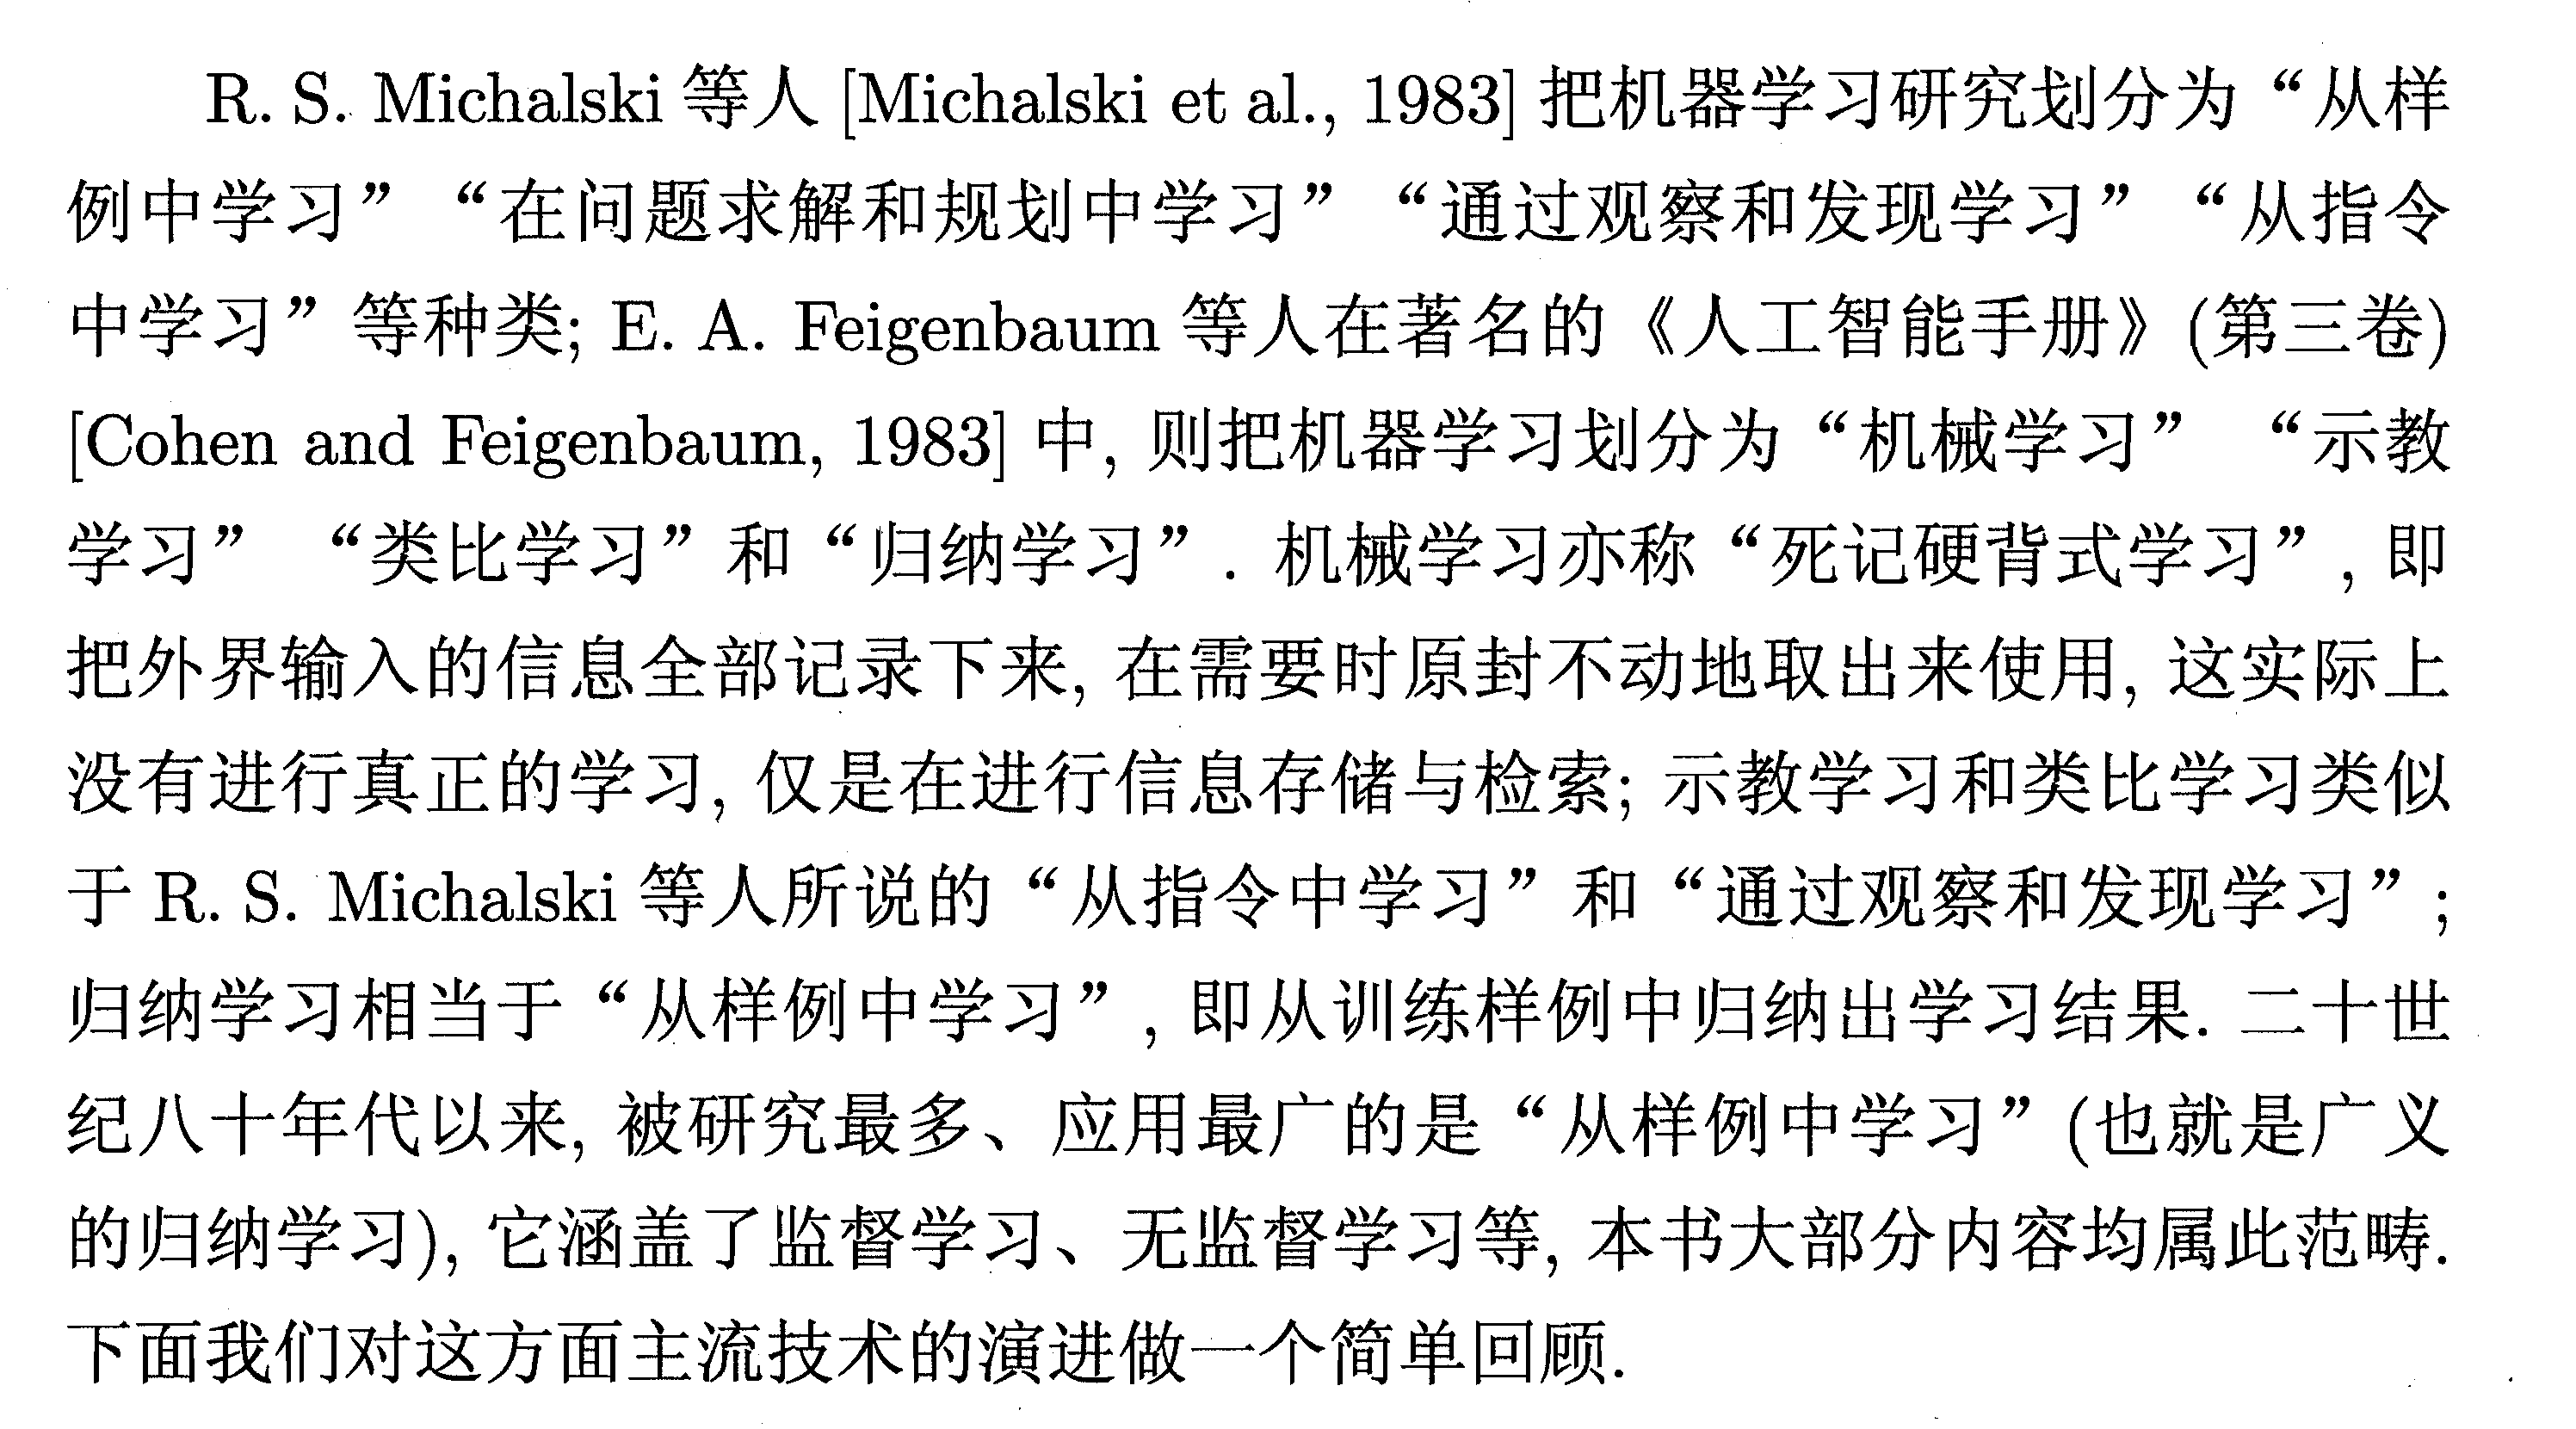 R. S. Michalski 等人 [Michalski et al., 1983] 把机器学习研究划分为“从样
例中学习”“在问题求解和规划中学习”“通过观察和发现学习”“从指令
中学习”等种类; E. A. Feigenbaum 等人在著名的《人工智能手册》(第三卷)
[Cohen and Feigenbaum, 1983] 中, 则把机器学习划分为“机械学习”“示教
学习”“类比学习”和“归纳学习”. 机械学习亦称“死记硬背式学习”, 即
把外界输入的信息全部记录下来, 在需要时原封不动地取出来使用, 这实际上
没有进行真正的学习, 仅是在进行信息存储与检索; 示教学习和类比学习类似
于 R. S. Michalski 等人所说的“从指令中学习”和“通过观察和发现学习”;
归纳学习相当于“从样例中学习”, 即从训练样例中归纳出学习结果. 二十世
纪八十年代以来, 被研究最多、应用最广的是“从样例中学习”(也就是广义
的归纳学习), 它涵盖了监督学习、无监督学习等, 本书大部分内容均属此范畴.
下面我们对这方面主流技术的演进做一个简单回顾.